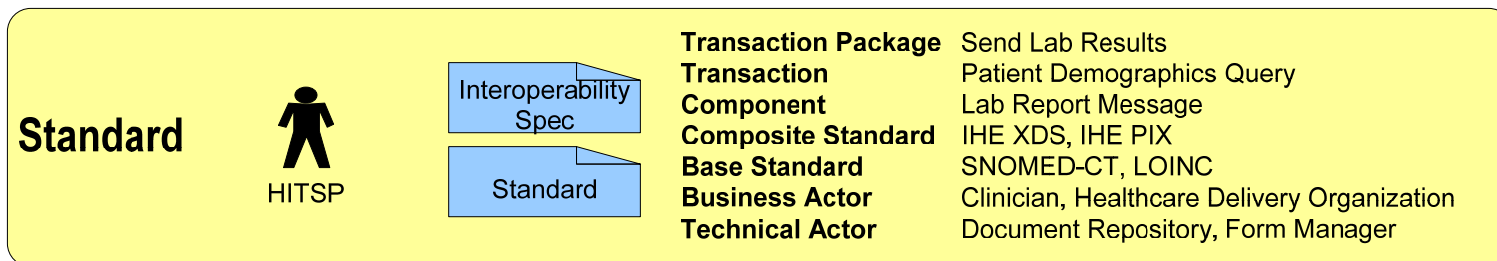 Standard
HITSP
Interoperability
Spec
Standard
Transaction Package Send Lab Results
Transaction Patient Demographics Query
Component Lab Report Message
Composite Standard IHE XDS, IHE PIX
Base Standard SNOMED-CT, LOINC
Business Actor Clinician, Healthcare Delivery Organization
Technical Actor Document Repository, Form Manager